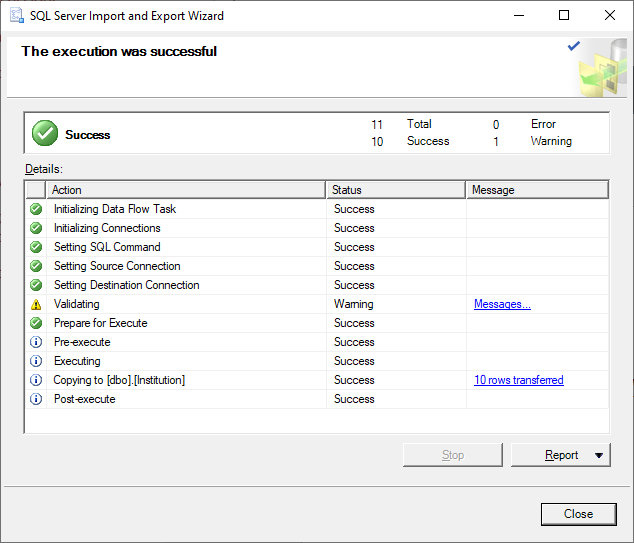 SQL Server Import and Export Wizard
The execution was successful
Success
11 Total 0 Error
10 Success 1 Warning
Details:
Action Status Message
Initializing Data Flow Task Success
Initializing Connections Success
Setting SQL Command Success
Setting Source Connection Success
Setting Destination Connection Success
Validating Warning Messages...
Prepare for Execute Success
Pre-execute Success
Executing Success
Copying to [dbo].[Institution] Success 10 rows transferred
Post-execute Success
Stop Report
Close